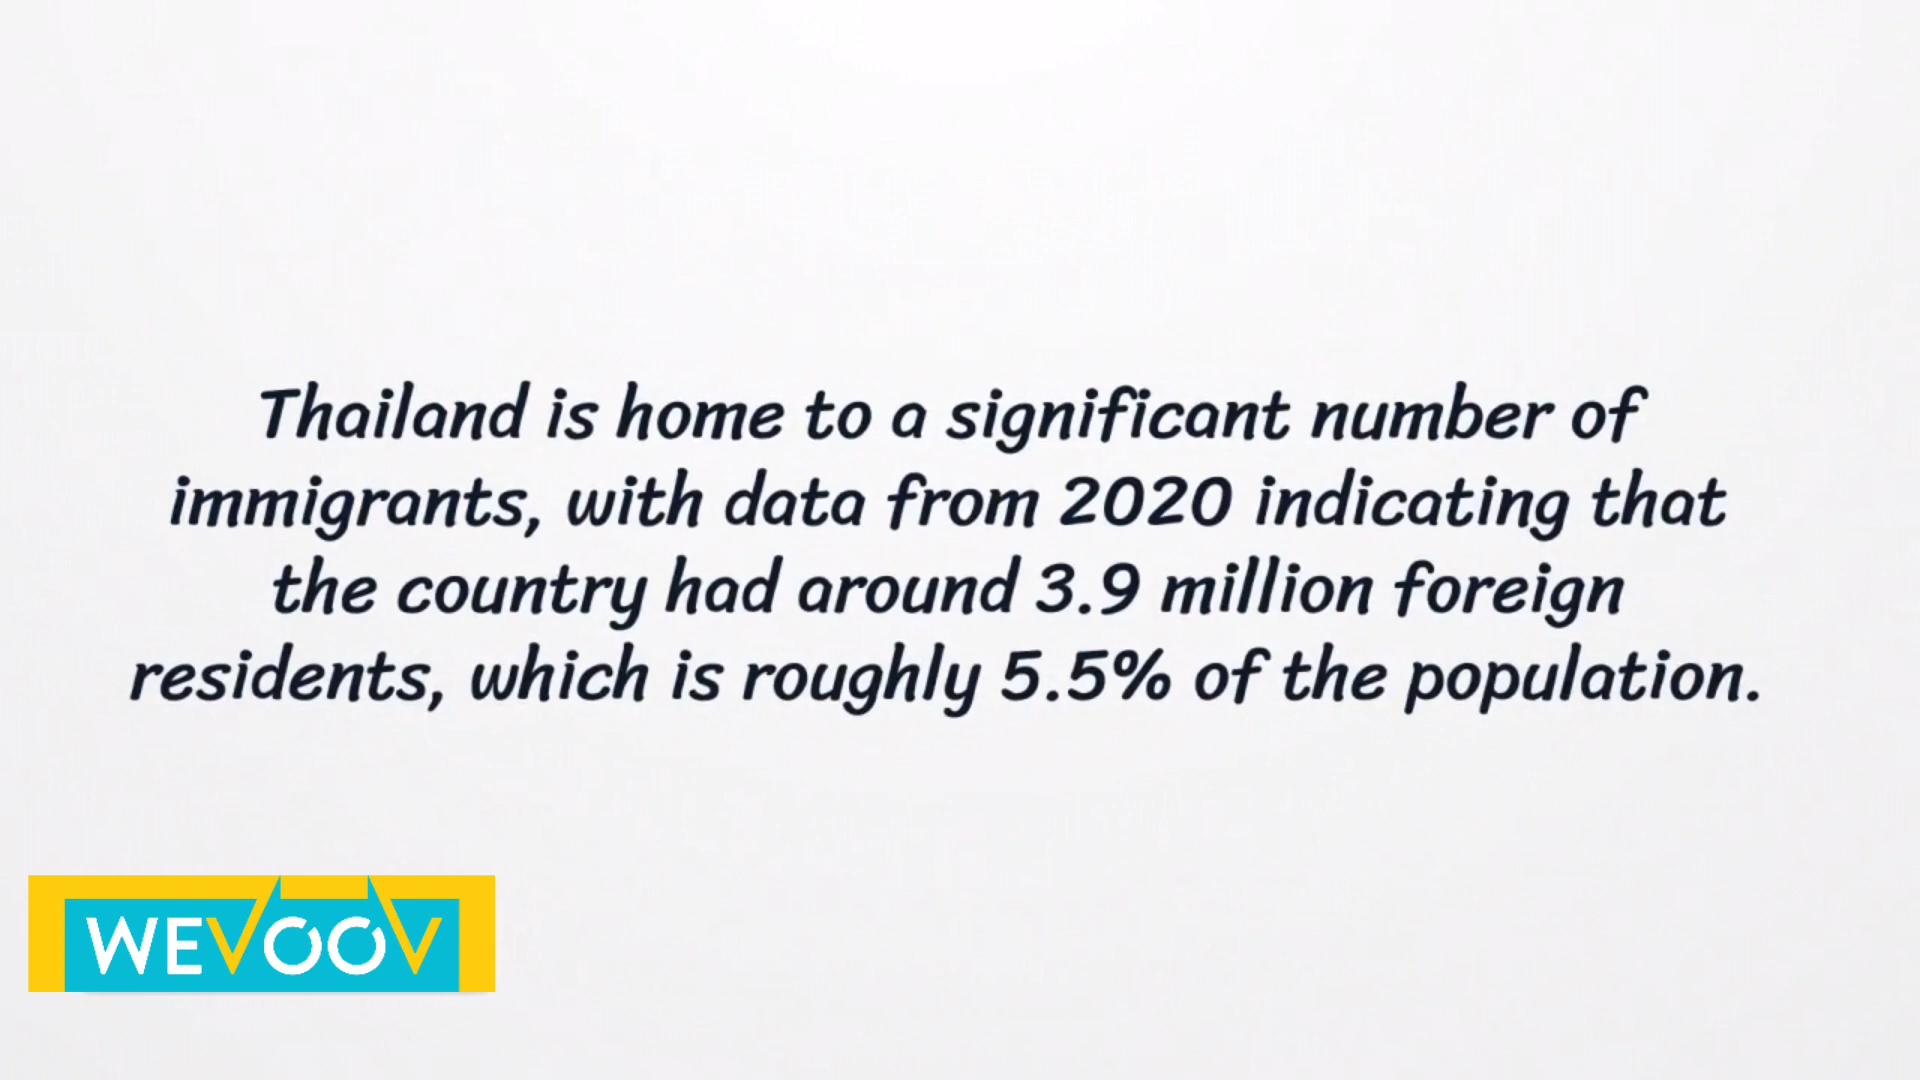 Thailand is home to a significant number of
immigrants, with data from 2020 indicating that
the country had around 3.9 million foreign
residents, which is roughly 5.5% of the population.
WEVOOV